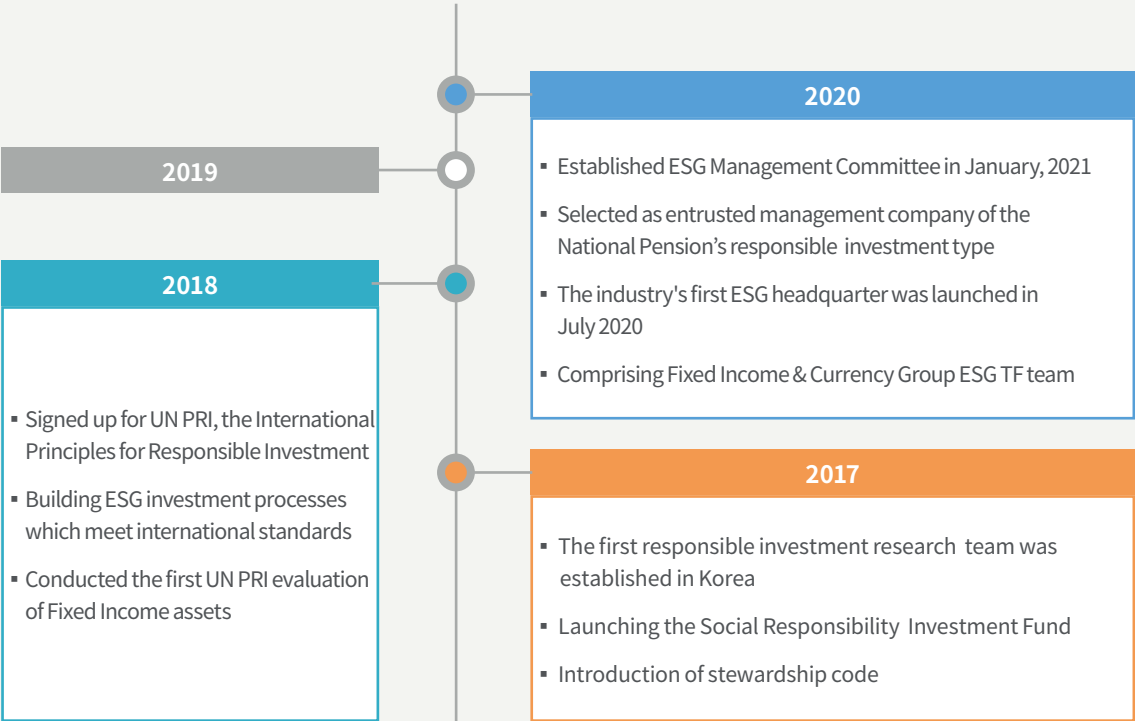 2020
▪ Established ESG Management Committee in January, 2021
▪ Selected as entrusted management company of the
National Pension’s responsible investment type
▪ The industry's first ESG headquarter was launched in
July 2020
▪ Comprising Fixed Income & Currency Group ESG TF team
2019
2018
▪ Signed up for UN PRI, the International
Principles for Responsible Investment
▪ Building ESG investment processes
which meet international standards
▪ Conducted the first UN PRI evaluation
of Fixed Income assets
2017
▪ The first responsible investment research team was
established in Korea
▪ Launching the Social Responsibility Investment Fund
▪ Introduction of stewardship code